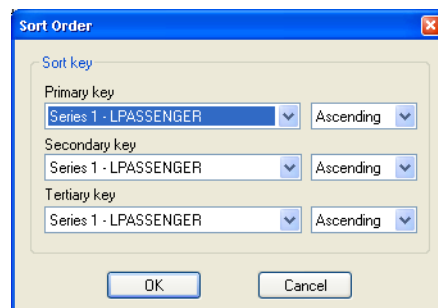 Sort Order
Sort key
Primary key
Series 1 - LPASSENGER Ascending
Secondary key
Series 1 - LPASSENGER Ascending
Tertiary key
Series 1 - LPASSENGER Ascending
OK Cancel